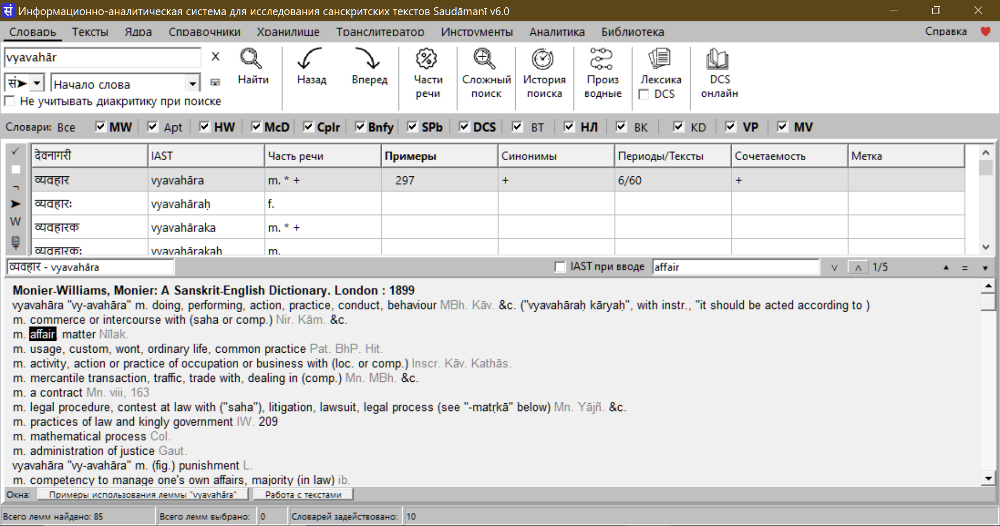 सं Информационно-аналитическая система для исследования санскритских текстов Saudāmanī v6.0
Словарь Тексты Ядра Справочники Хранилище Транслитератор Инструменты Аналитика Библиотека Справка
vyavahār X Найти Назад Вперед Части речи Сложный поиск История поиска Произ водные Лексика DCS DCS онлайн
सं➤ Начало слова
Не учитывать диакритику при поиске
Словари: Все MW Apt HW McD Cplr Bnfy SPb DCS ВТ НЛ ВК KD VP MV
देवनागरी IAST Часть речи Примеры Синонимы Периоды/Тексты Сочетаемость Метка
व्यवहार vyavahāra m. * + 297 + 6/60 +
व्यवहारः vyavahāraḥ f.
व्यवहारक vyavahāraka m. * +
व्यवहारकः vyavahārakaḥ m.
W
व्यवहार - vyavahāra IAST при вводе affair v ʌ 1/5 ▲ = ▼
Monier-Williams, Monier: A Sanskrit-English Dictionary. London : 1899
vyavahāra "vy-avahāra" m. doing, performing, action, practice, conduct, behaviour MBh. Kāv. &c. ("vyavahāraḥ kāryaḥ", with instr., "it should be acted according to )
m. commerce or intercourse with (saha or comp.) Nir. Kām. &c.
m. affair, matter Nīlak.
m. usage, custom, wont, ordinary life, common practice Pat. BhP. Hit.
m. activity, action or practice of occupation or business with (loc. or comp.) Inscr. Kāv. Kathās.
m. mercantile transaction, traffic, trade with, dealing in (comp.) Mn. MBh. &c.
m. a contract Mn. viii, 163
m. legal procedure, contest at law with ("saha"), litigation, lawsuit, legal process (see "-matṛkā" below) Mn. Yājñ. &c.
m. practices of law and kingly government IW. 209
m. mathematical process Col.
m. administration of justice Gaut.
vyavahāra "vy-avahāra" m. (fig.) punishment L.
m. competency to manage one's own affairs, majority (in law) ib.
Окна: Примеры использования леммы "vyavahāra" Работа с текстами
Всего лемм найдено: 85 Всего лемм выбрано: 0 Словарей задействовано: 10